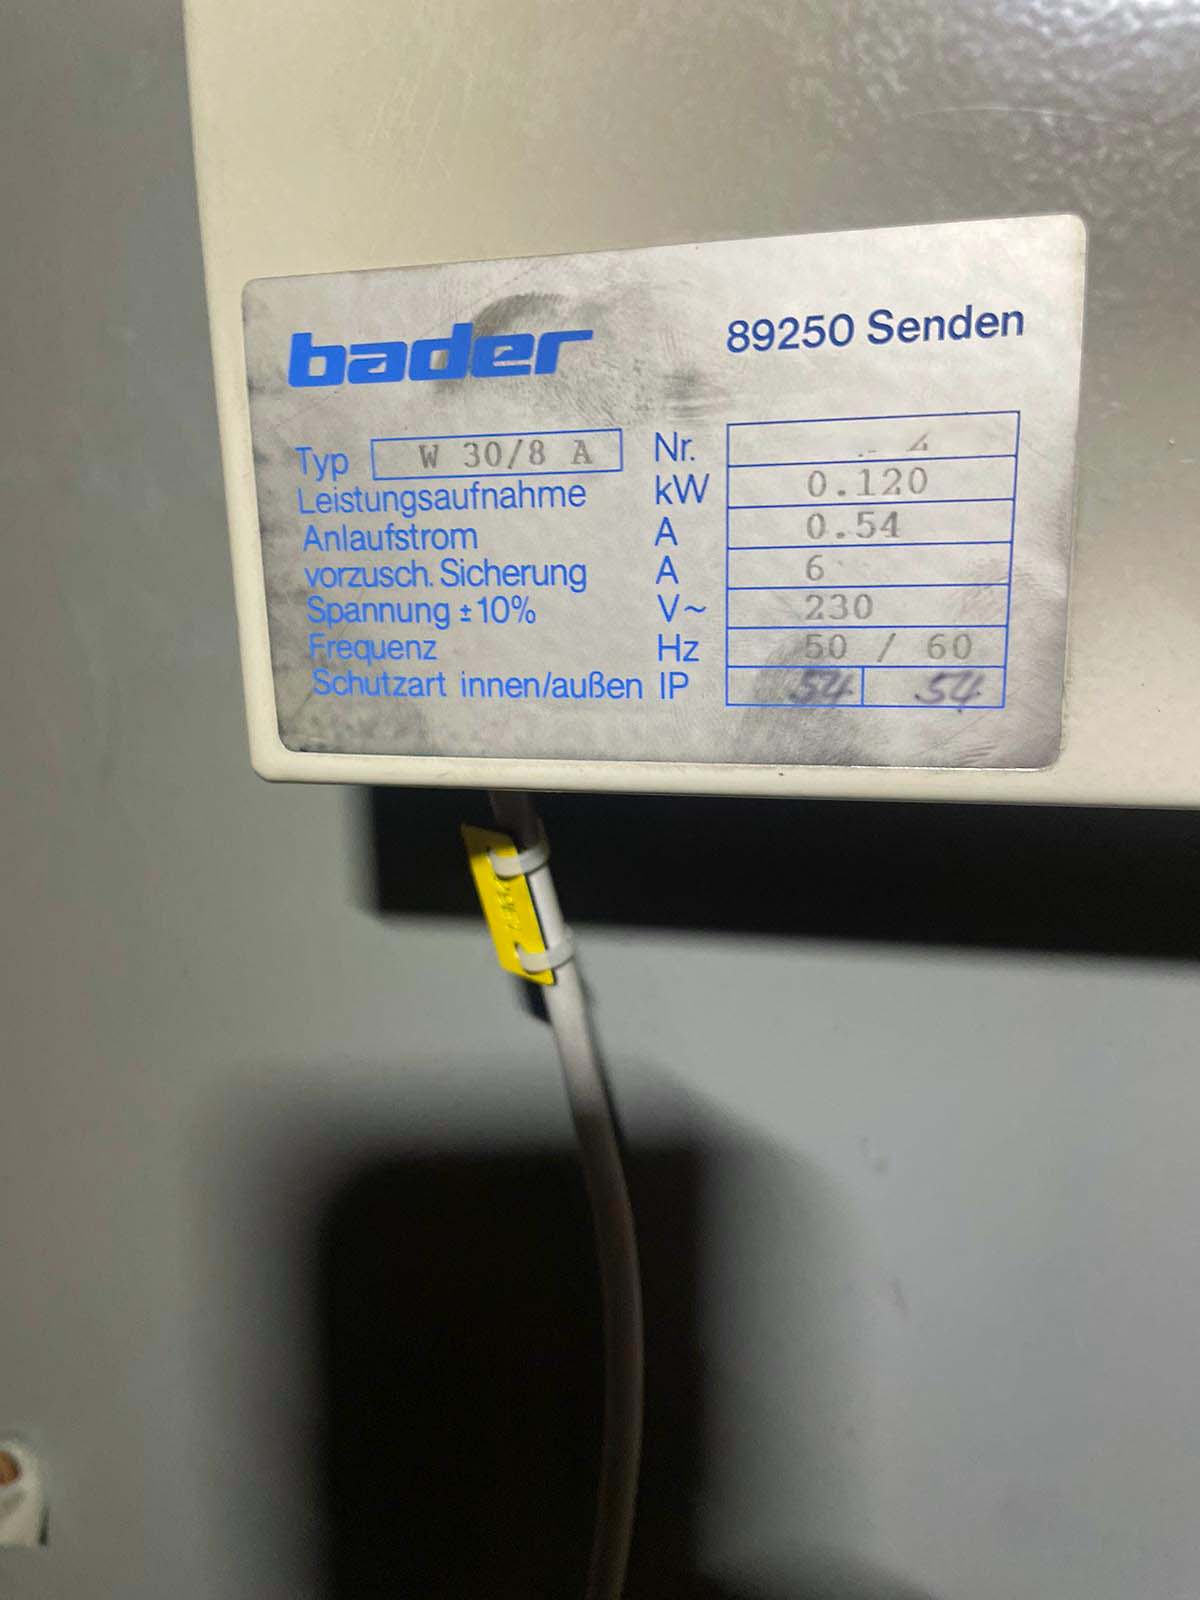 bader 89250 Senden
Typ W 30/8 A Nr.
Leistungsaufnahme kW 0.120
Anlaufstrom A 0.54
vorzusch. Sicherung A 6
Spannung ±10% V~ 230
Frequenz Hz 50 / 60
Schutzart innen/außen IP 54 54